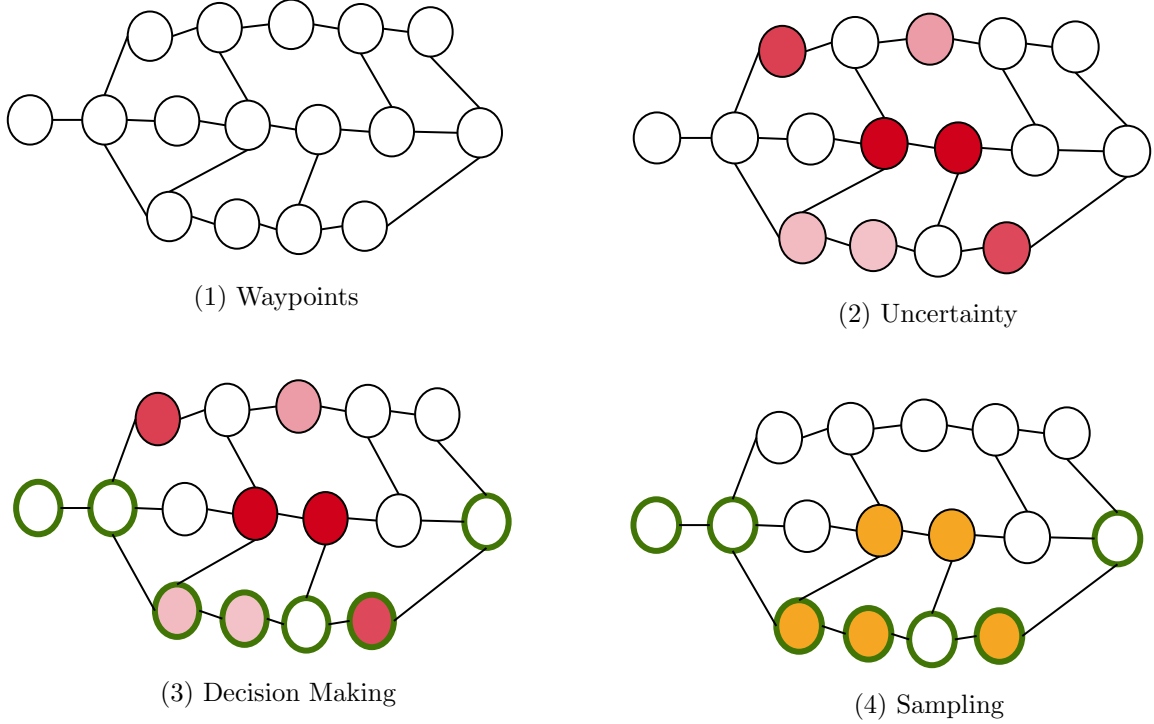 (1) Waypoints
(2) Uncertainty
(3) Decision Making
(4) Sampling